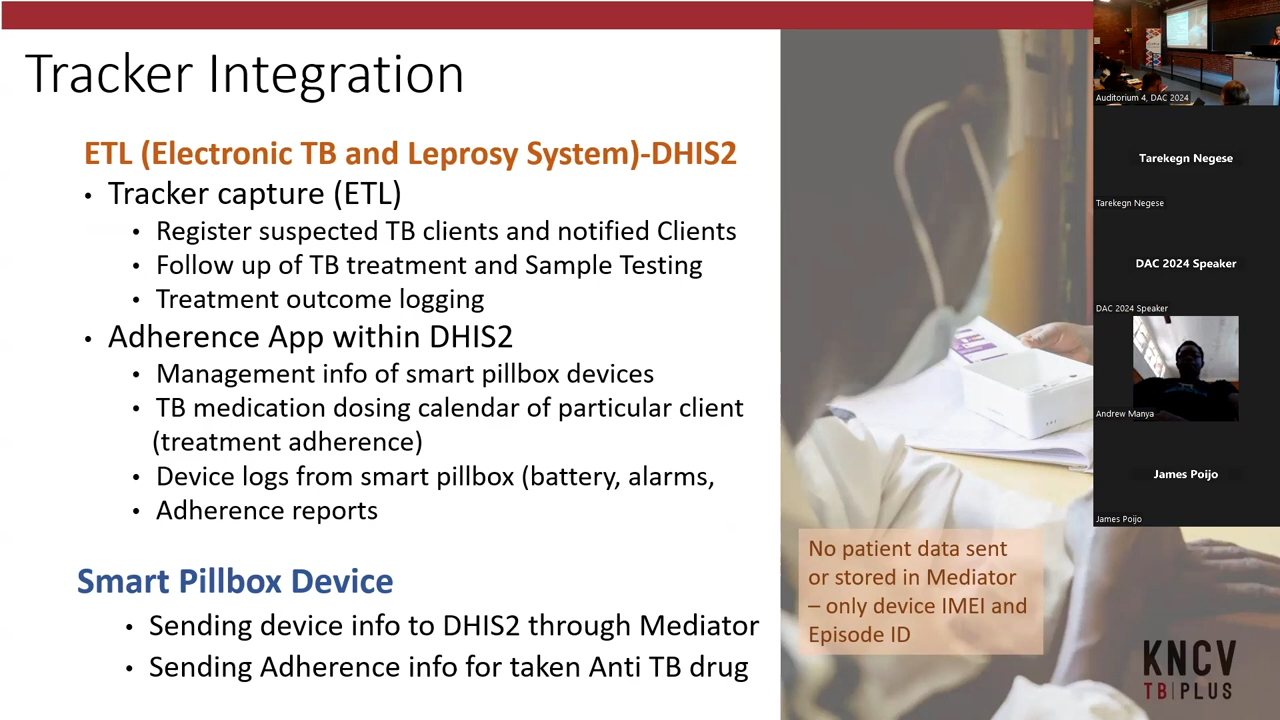 Tracker Integration
ETL (Electronic TB and Leprosy System)-DHIS2
• Tracker capture (ETL)
• Register suspected TB clients and notified Clients
• Follow up of TB treatment and Sample Testing
• Treatment outcome logging
• Adherence App within DHIS2
• Management info of smart pillbox devices
• TB medication dosing calendar of particular client
(treatment adherence)
• Device logs from smart pillbox (battery, alarms,
• Adherence reports
Smart Pillbox Device
• Sending device info to DHIS2 through Mediator
• Sending Adherence info for taken Anti TB drug
No patient data sent
or stored in Mediator
– only device IMEI and
Episode ID
KNCV
TB|PLUS
Auditorium 4, DAC 2024
Tarekegn Negese
Tarekegn Negese
DAC 2024 Speaker
DAC 2024 Speaker
Andrew Manya
James Poijo
James Poijo